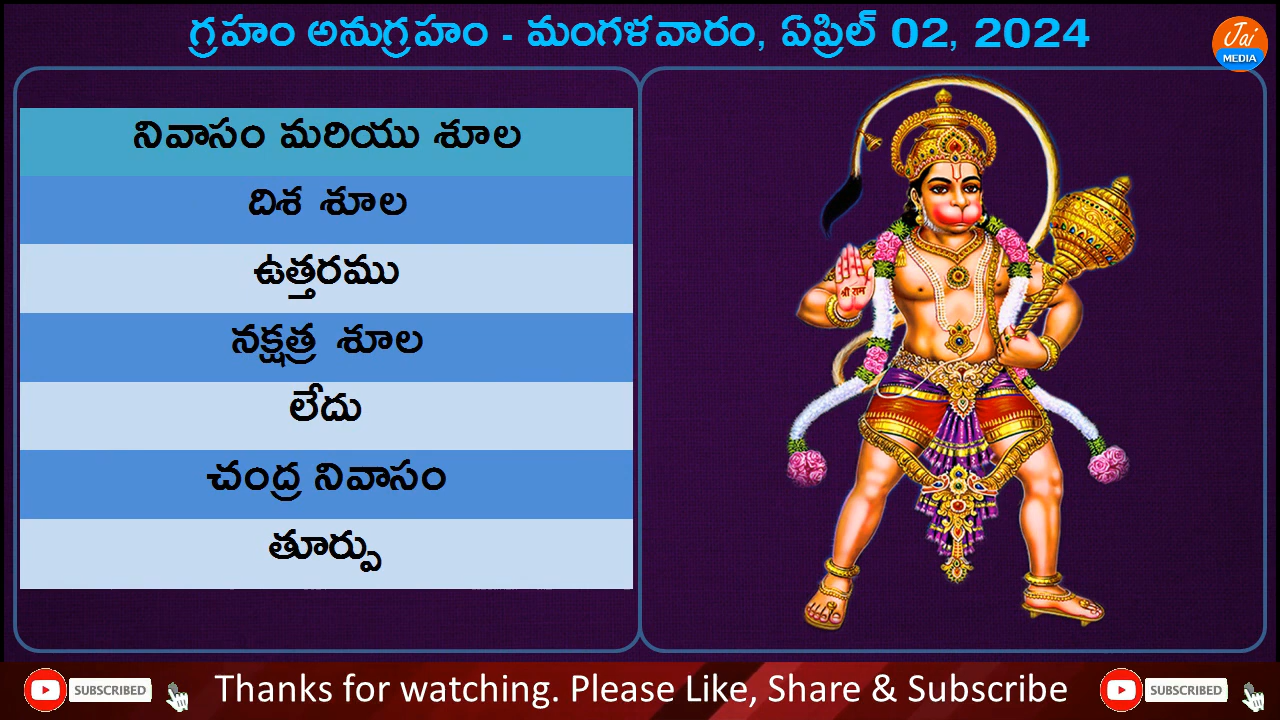 గ్రహం అనుగ్రహం - మంగళవారం, ఏప్రిల్ 02, 2024
Jai
MEDIA
నివాసం మరియు శూల
దిశ శూల
ఉత్తరము
నక్షత్ర శూల
లేదు
చంద్ర నివాసం
తూర్పు
श्री राम
SUBSCRIBED
Thanks for watching. Please Like, Share & Subscribe
SUBSCRIBED